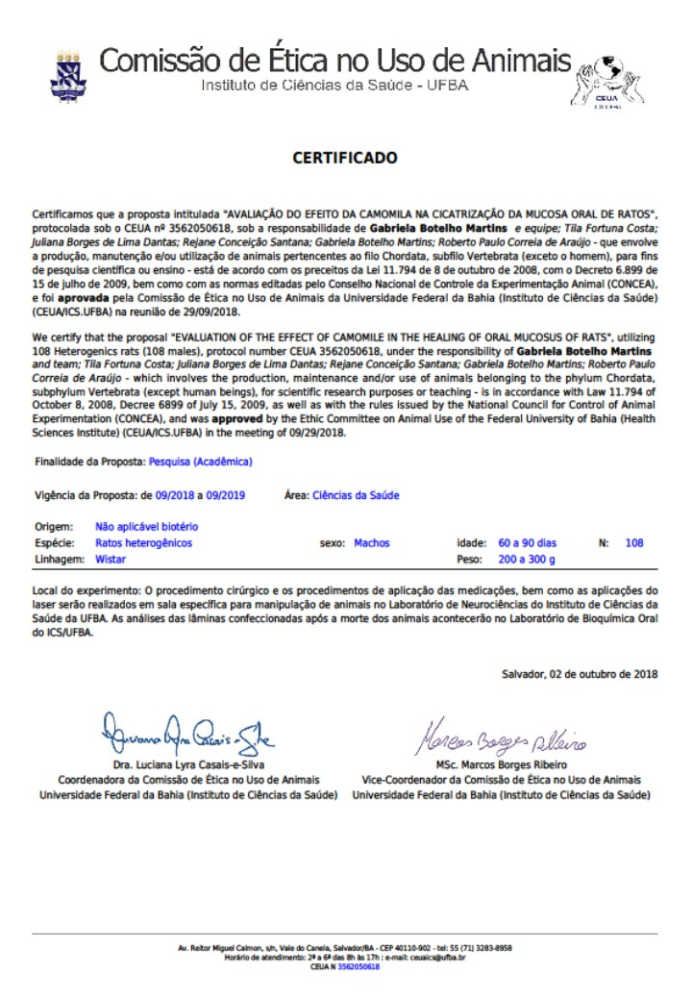 Comissão de Ética no Uso de Animais
Instituto de Ciências da Saúde - UFBA
CEUA
CERTIFICADO
Certificamos que a proposta intitulada "AVALIAÇÃO DO EFEITO DA CAMOMILA NA CICATRIZAÇÃO DA MUCOSA ORAL DE RATOS",
protocolada sob o CEUA nº 3562050618, sob a responsabilidade de Gabriela Botelho Martins e equipe; Tila Fortuna Costa;
Juliana Borges de Lima Dantas; Rejane Conceição Santana; Gabriela Botelho Martins; Roberto Paulo Correia de Araújo - que envolve
a produção, manutenção e/ou utilização de animais pertencentes ao filo Chordata, subfilo Vertebrata (exceto o homem), para fins
de pesquisa científica ou ensino - está de acordo com os preceitos da Lei 11.794 de 8 de outubro de 2008, com o Decreto 6.899 de
15 de julho de 2009, bem como com as normas editadas pelo Conselho Nacional de Controle da Experimentação Animal (CONCEA),
e foi aprovada pela Comissão de Ética no Uso de Animais da Universidade Federal da Bahia (Instituto de Ciências da Saúde)
(CEUA/ICS.UFBA) na reunião de 29/09/2018.
We certify that the proposal "EVALUATION OF THE EFFECT OF CAMOMILE IN THE HEALING OF ORAL MUCOSUS OF RATS", utilizing
108 Heterogenics rats (108 males), protocol number CEUA 3562050618, under the responsibility of Gabriela Botelho Martins
and team; Tila Fortuna Costa; Juliana Borges de Lima Dantas; Rejane Conceição Santana; Gabriela Botelho Martins; Roberto Paulo
Correia de Araújo - which involves the production, maintenance and/or use of animals belonging to the phylum Chordata,
subphylum Vertebrata (except human beings), for scientific research purposes or teaching - is in accordance with Law 11.794 of
October 8, 2008, Decree 6899 of July 15, 2009, as well as with the rules issued by the National Council for Control of Animal
Experimentation (CONCEA), and was approved by the Ethic Committee on Animal Use of the Federal University of Bahia (Health
Sciences Institute) (CEUA/ICS.UFBA) in the meeting of 09/29/2018.
Finalidade da Proposta: Pesquisa (Acadêmica)
Vigência da Proposta: de 09/2018 a 09/2019 Área: Ciências da Saúde
Origem: Não aplicável biotério
Espécie: Ratos heterogênicos sexo: Machos idade: 60 a 90 dias N: 108
Linhagem: Wistar Peso: 200 a 300 g
Local do experimento: O procedimento cirúrgico e os procedimentos de aplicação das medicações, bem como as aplicações do
laser serão realizados em sala específica para manipulação de animais no Laboratório de Neurociências do Instituto de Ciências da
Saúde da UFBA. As análises das lâminas confeccionadas após a morte dos animais acontecerão no Laboratório de Bioquímica Oral
do ICS/UFBA.
Salvador, 02 de outubro de 2018
Luciana Lyra Casais-e-Silva Marcos Borges Ribeiro
Dra. Luciana Lyra Casais-e-Silva MSc. Marcos Borges Ribeiro
Coordenadora da Comissão de Ética no Uso de Animais Vice-Coordenador da Comissão de Ética no Uso de Animais
Universidade Federal da Bahia (Instituto de Ciências da Saúde) Universidade Federal da Bahia (Instituto de Ciências da Saúde)
Av. Reitor Miguel Calmon, s/n, Vale do Canela, Salvador/BA - CEP 40110-902 - tel: 55 (71) 3283-8958
Horário de atendimento: 2ª a 6ª das 8h às 17h : e-mail: ceuaics@ufba.br
CEUA N 3562050618